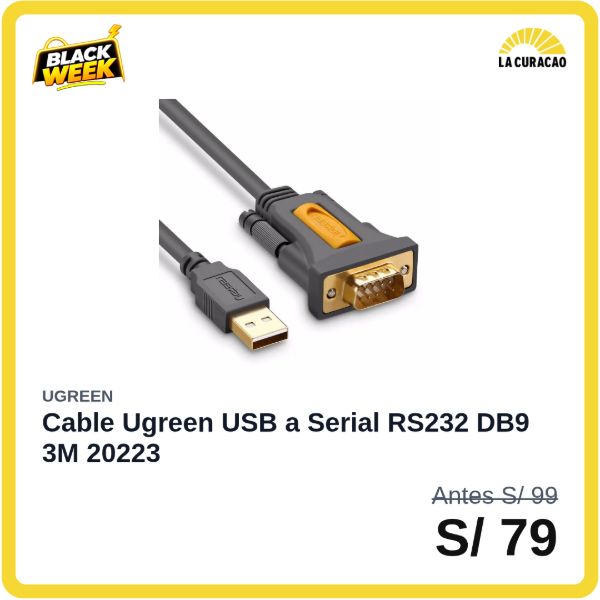 BLACK
WEEK
LA CURACAO
UGREEN
Cable Ugreen USB a Serial RS232 DB9
3M 20223
Antes S/ 99
S/ 79